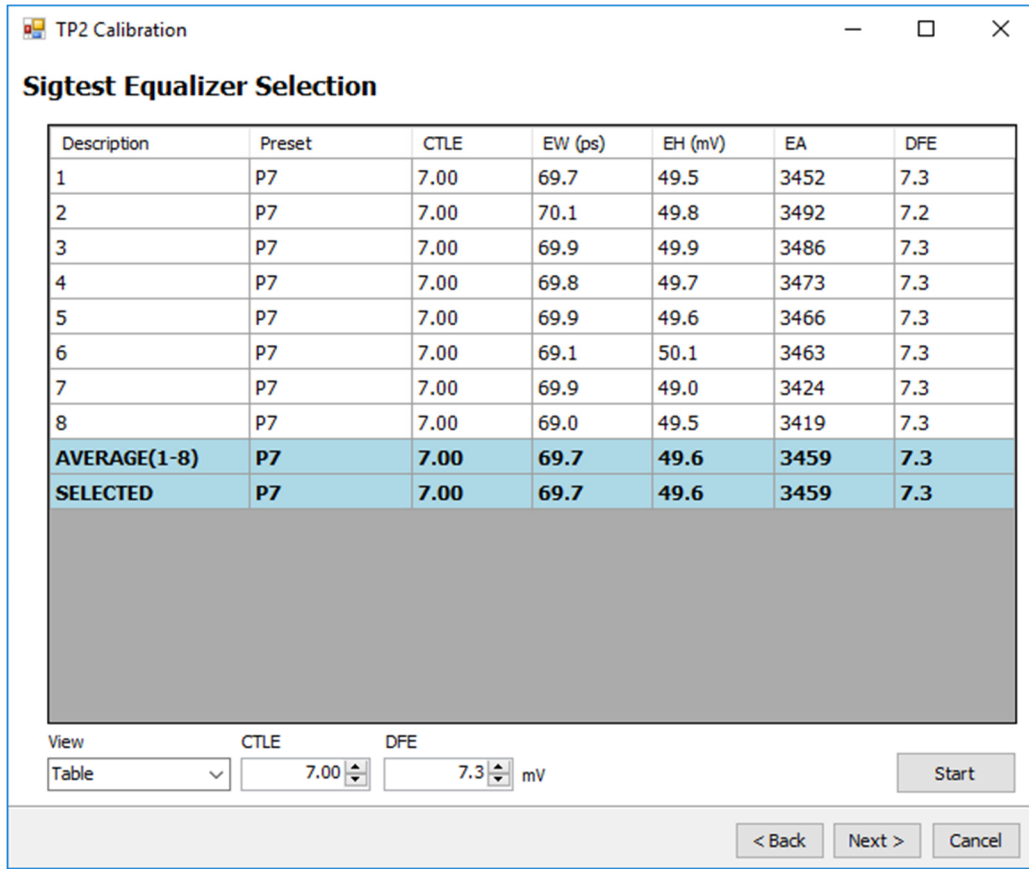 TP2 Calibration
Sigtest Equalizer Selection
Description Preset CTLE EW (ps) EH (mV) EA DFE
1 P7 7.00 69.7 49.5 3452 7.3
2 P7 7.00 70.1 49.8 3492 7.2
3 P7 7.00 69.9 49.9 3486 7.3
4 P7 7.00 69.8 49.7 3473 7.3
5 P7 7.00 69.9 49.6 3466 7.3
6 P7 7.00 69.1 50.1 3463 7.3
7 P7 7.00 69.9 49.0 3424 7.3
8 P7 7.00 69.0 49.5 3419 7.3
AVERAGE(1-8) P7 7.00 69.7 49.6 3459 7.3
SELECTED P7 7.00 69.7 49.6 3459 7.3
View CTLE DFE
Table 7.00 7.3 mV Start
< Back Next > Cancel